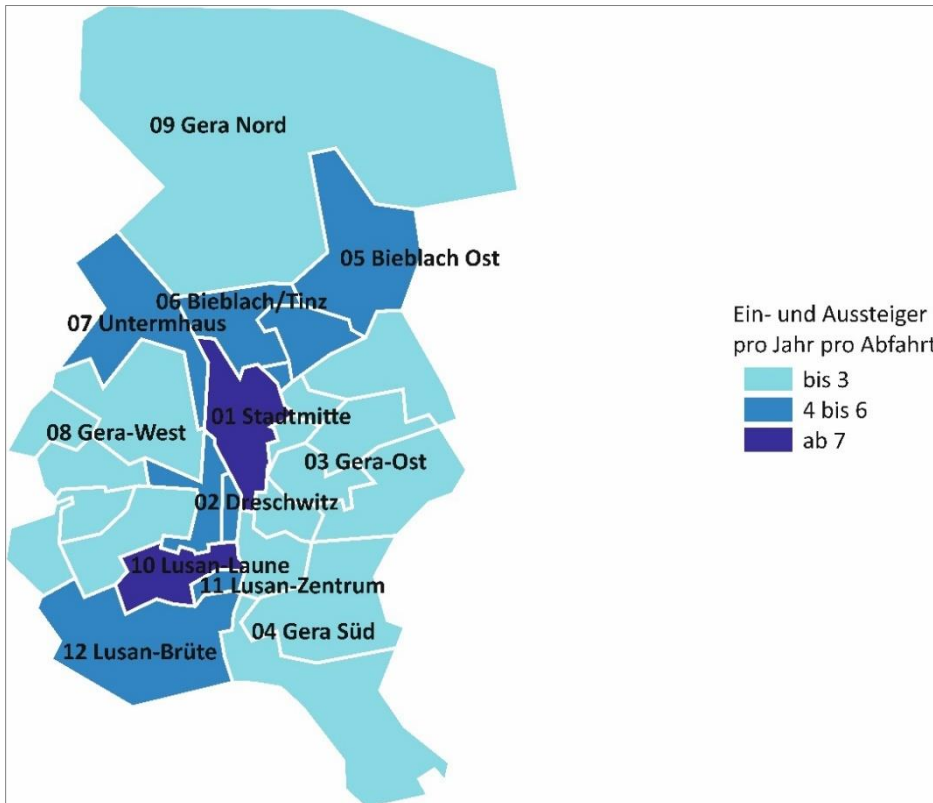 09 Gera Nord
05 Bieblach Ost
06 Bieblach/Tinz
07 Untermhaus
01 Stadtmitte
08 Gera-West
03 Gera-Ost
02 Dreschwitz
10 Lusan-Laune
11 Lusan-Zentrum
04 Gera Süd
12 Lusan-Brüte
Ein- und Aussteiger
pro Jahr pro Abfahrt
bis 3
4 bis 6
ab 7